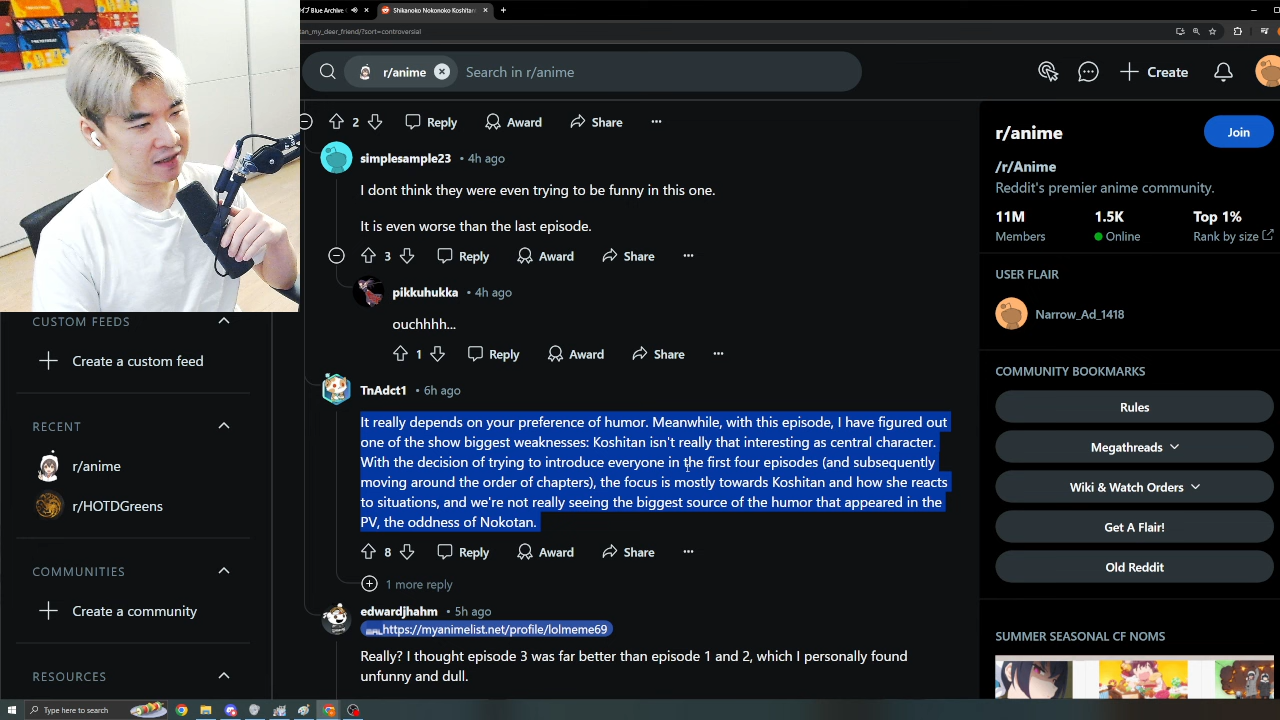 Blue Archive
Shikanoko Nokonoko Koshitan
an_my_deer_friend/?sort=controversial
r/anime
Search in r/anime
Create
2
Reply
Award
Share
simplesample23 • 4h ago
I dont think they were even trying to be funny in this one.
It is even worse than the last episode.
3
Reply
Award
Share
pikkuhukka • 4h ago
ouchhhh...
1
Reply
Award
Share
TnAdct1 • 6h ago
It really depends on your preference of humor. Meanwhile, with this episode, I have figured out
one of the show biggest weaknesses: Koshitan isn't really that interesting as central character.
With the decision of trying to introduce everyone in the first four episodes (and subsequently
moving around the order of chapters), the focus is mostly towards Koshitan and how she reacts
to situations, and we're not really seeing the biggest source of the humor that appeared in the
PV, the oddness of Nokotan.
8
Reply
Award
Share
1 more reply
edwardjhahm • 5h ago
https://myanimelist.net/profile/lolmeme69
Really? I thought episode 3 was far better than episode 1 and 2, which I personally found
unfunny and dull.
CUSTOM FEEDS
Create a custom feed
RECENT
r/anime
r/HOTDGreens
COMMUNITIES
Create a community
RESOURCES
r/anime
Join
/r/Anime
Reddit's premier anime community.
11M
Members
1.5K
Online
Top 1%
Rank by size
USER FLAIR
Narrow_Ad_1418
COMMUNITY BOOKMARKS
Rules
Megathreads
Wiki & Watch Orders
Get A Flair!
Old Reddit
SUMMER SEASONAL CF NOMS
Type here to search